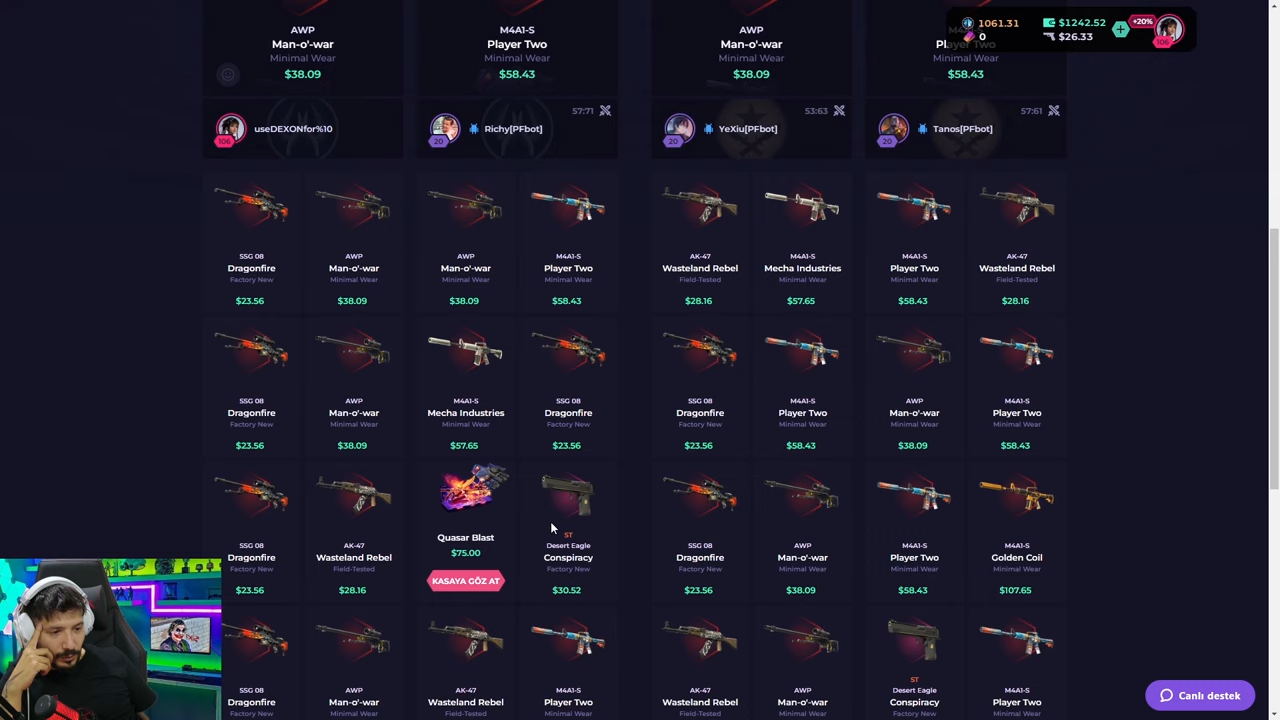 AWP
Man-o'-war
Minimal Wear
$38.09
M4A1-S
Player Two
Minimal Wear
$58.43
AWP
Man-o'-war
Minimal Wear
$38.09
Player Two
Minimal Wear
$58.43
1061.31
0
$1242.52
$26.33
+20%
106
useDEXONfor%10
106
57:71
Richy[PFbot]
20
53:63
YeXiu[PFbot]
20
57:61
Tanos[PFbot]
20
SSG 08
Dragonfire
Factory New
$23.56
AWP
Man-o'-war
Minimal Wear
$38.09
AWP
Man-o'-war
Minimal Wear
$38.09
M4A1-S
Player Two
Minimal Wear
$58.43
AK-47
Wasteland Rebel
Field-Tested
$28.16
M4A1-S
Mecha Industries
Minimal Wear
$57.65
M4A1-S
Player Two
Minimal Wear
$58.43
AK-47
Wasteland Rebel
Field-Tested
$28.16
SSG 08
Dragonfire
Factory New
$23.56
AWP
Man-o'-war
Minimal Wear
$38.09
M4A1-S
Mecha Industries
Minimal Wear
$57.65
SSG 08
Dragonfire
Factory New
$23.56
SSG 08
Dragonfire
Factory New
$23.56
M4A1-S
Player Two
Minimal Wear
$58.43
AWP
Man-o'-war
Minimal Wear
$38.09
M4A1-S
Player Two
Minimal Wear
$58.43
SSG 08
Dragonfire
Factory New
$23.56
AK-47
Wasteland Rebel
Field-Tested
$28.16
Quasar Blast
$75.00
KASAYA GÖZ AT
ST
Desert Eagle
Conspiracy
Factory New
$30.52
SSG 08
Dragonfire
Factory New
$23.56
AWP
Man-o'-war
Minimal Wear
$38.09
M4A1-S
Player Two
Minimal Wear
$58.43
M4A1-S
Golden Coil
Minimal Wear
$107.65
SSG 08
Dragonfire
Factory New
AWP
Man-o'-war
Minimal Wear
AK-47
Wasteland Rebel
Field-Tested
M4A1-S
Player Two
Minimal Wear
AK-47
Wasteland Rebel
Field-Tested
AWP
Man-o'-war
Minimal Wear
ST
Desert Eagle
Conspiracy
Factory New
M4A1-S
Player Two
Minimal Wear
Canlı destek